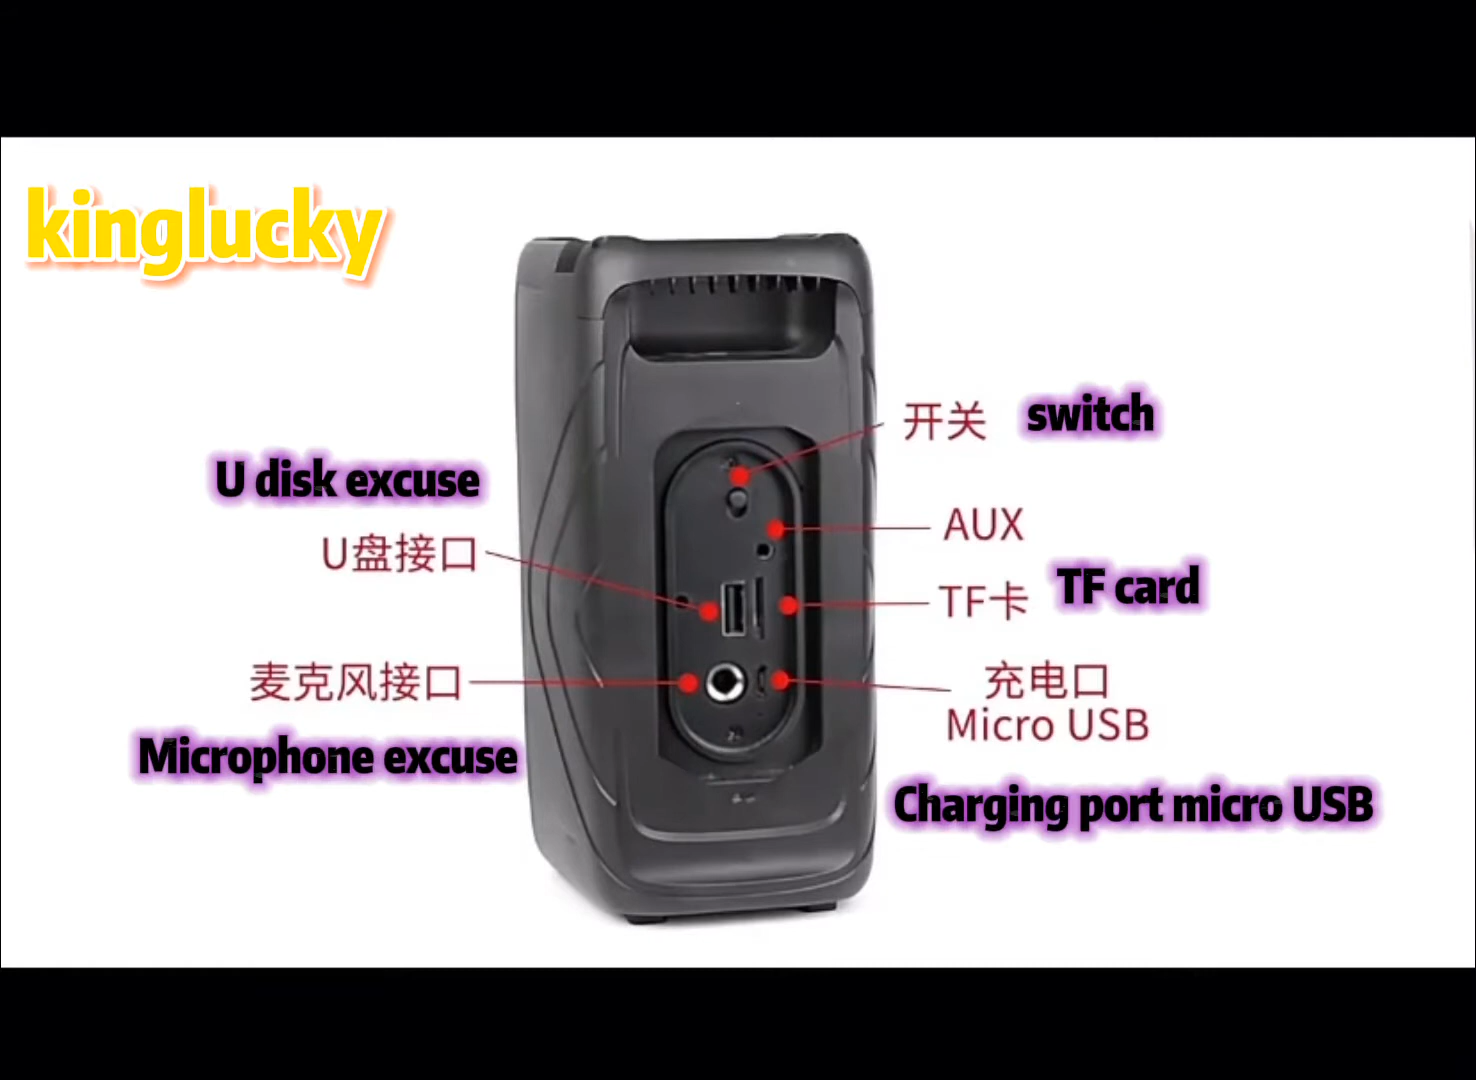 kinglucky
开关 switch
U disk excuse
AUX
U盘接口
TF卡 TF card
麦克风接口
充电口
Micro USB
Microphone excuse
Charging port micro USB